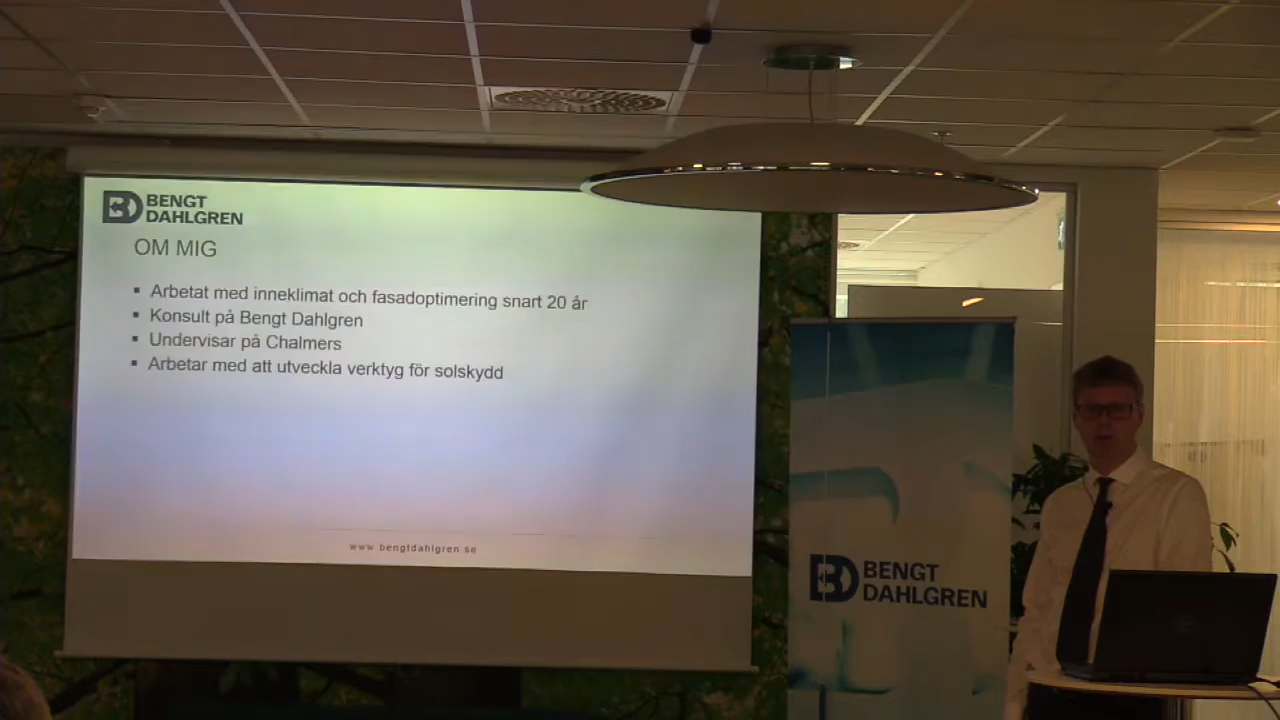 BENGT
DAHLGREN
OM MIG
▪ Arbetat med inneklimat och fasadoptimering snart 20 år
▪ Konsult på Bengt Dahlgren
▪ Undervisar på Chalmers
▪ Arbetar med att utveckla verktyg för solskydd
www bengtdahlgren se
BENGT
DAHLGREN